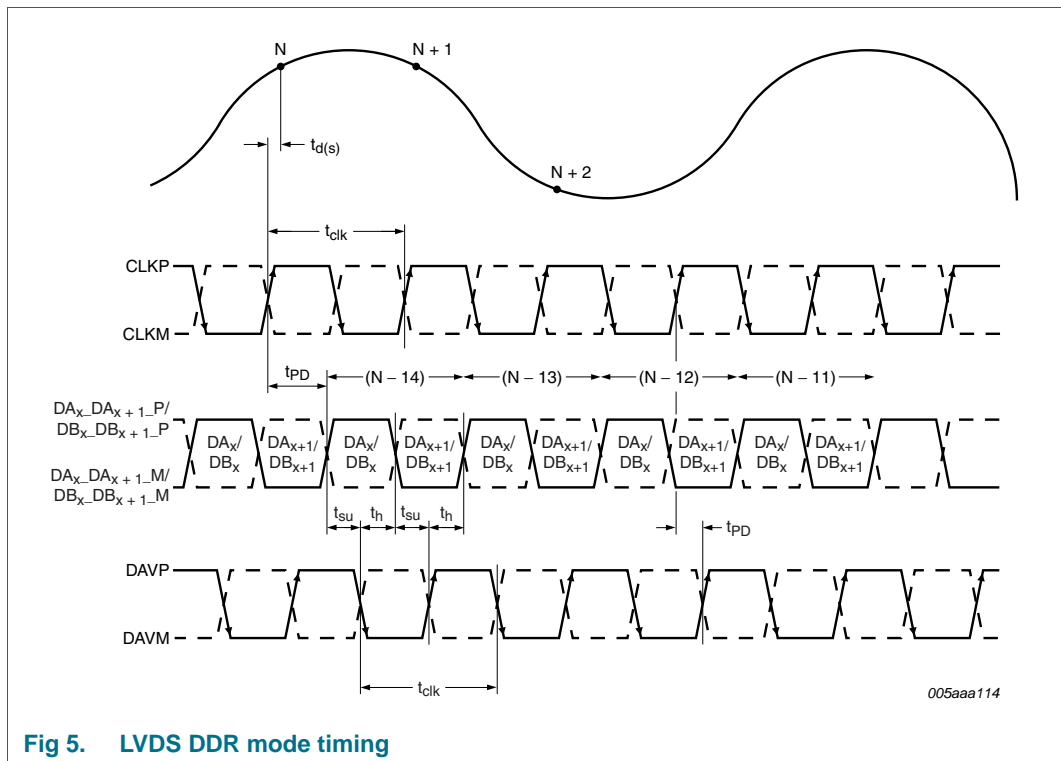 N
N + 1
td(s)
N + 2
tclk
CLKP
CLKM
tPD
(N − 14)
(N − 13)
(N − 12)
(N − 11)
DAx_DAx + 1_P/
DBx_DBx + 1_P
DAx/
DBx
DAx+1/
DBx+1
DAx/
DBx
DAx+1/
DBx+1
DAx/
DBx
DAx+1/
DBx+1
DAx/
DBx
DAx+1/
DBx+1
DAx/
DBx
DAx+1/
DBx+1
DAx_DAx + 1_M/
DBx_DBx + 1_M
tsu
th
tsu
th
tPD
DAVP
DAVM
tclk
005aaa114
Fig 5. LVDS DDR mode timing